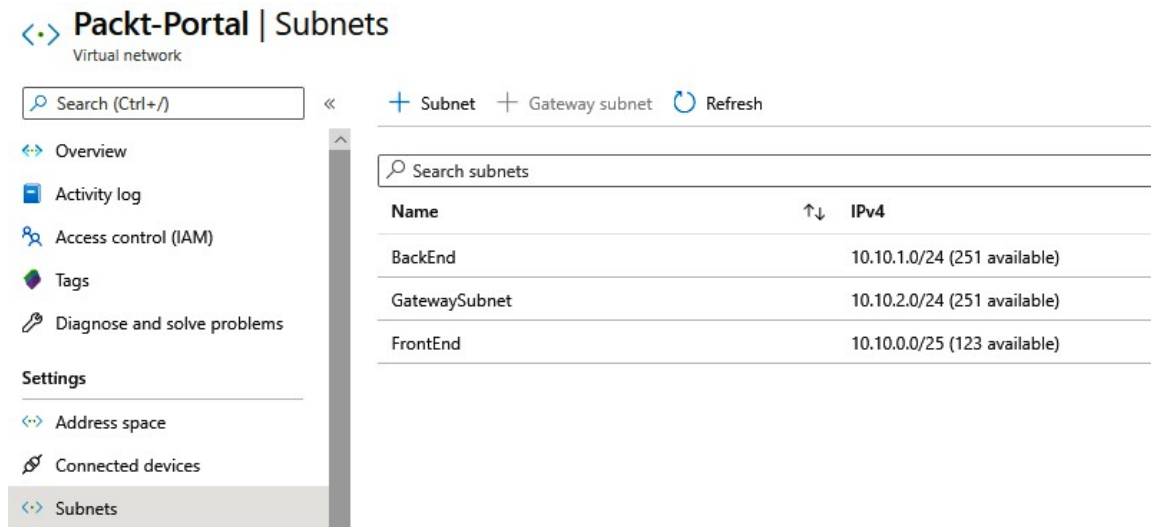 Packt-Portal | Subnets
Virtual network
Search (Ctrl+/)
«
Overview
Activity log
Access control (IAM)
Tags
Diagnose and solve problems
Settings
Address space
Connected devices
Subnets
+ Subnet + Gateway subnet Refresh
Search subnets
Name ↑↓ IPv4
BackEnd 10.10.1.0/24 (251 available)
GatewaySubnet 10.10.2.0/24 (251 available)
FrontEnd 10.10.0.0/25 (123 available)